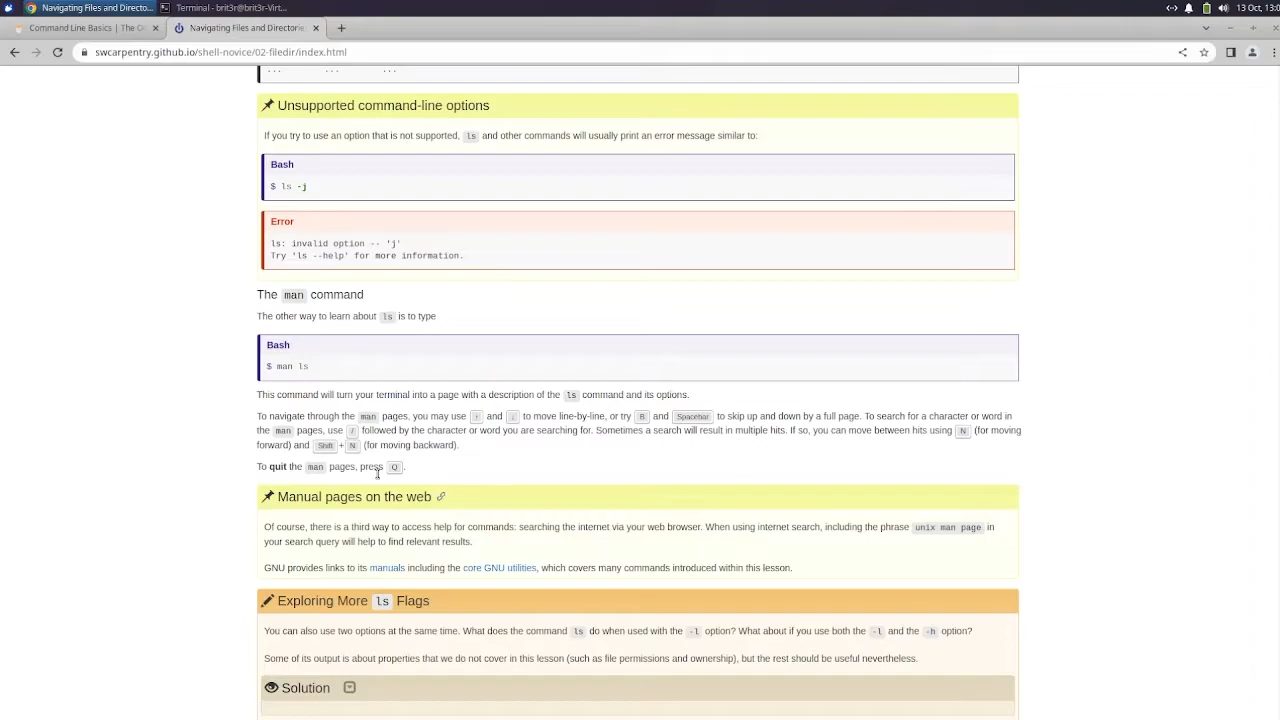 Navigating Files and Directo...
Terminal - brit3r@brit3r-Virt...
13 Oct, 13:0
Command Line Basics | The O
Navigating Files and Directorie
swcarpentry.github.io/shell-novice/02-filedir/index.html
... ... ...
Unsupported command-line options
If you try to use an option that is not supported, ls and other commands will usually print an error message similar to:
Bash
$ ls -j
Error
ls: invalid option -- 'j'
Try 'ls --help' for more information.
The man command
The other way to learn about ls is to type
Bash
$ man ls
This command will turn your terminal into a page with a description of the ls command and its options.
To navigate through the man pages, you may use ↑ and ↓ to move line-by-line, or try B and Spacebar to skip up and down by a full page. To search for a character or word in
the man pages, use / followed by the character or word you are searching for. Sometimes a search will result in multiple hits. If so, you can move between hits using N (for moving
forward) and Shift+N (for moving backward).
To quit the man pages, press Q.
Manual pages on the web
Of course, there is a third way to access help for commands: searching the internet via your web browser. When using internet search, including the phrase unix man page in
your search query will help to find relevant results.
GNU provides links to its manuals including the core GNU utilities, which covers many commands introduced within this lesson.
Exploring More ls Flags
You can also use two options at the same time. What does the command ls do when used with the -l option? What about if you use both the -l and the -h option?
Some of its output is about properties that we do not cover in this lesson (such as file permissions and ownership), but the rest should be useful nevertheless.
Solution